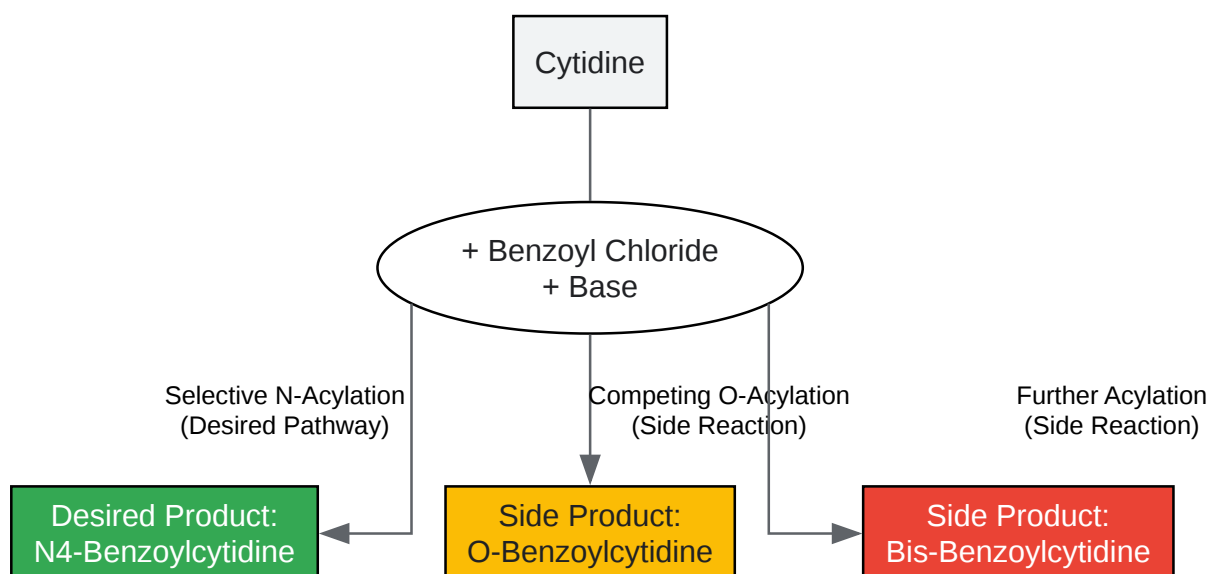 Cytidine
+ Benzoyl Chloride
+ Base
Selective N-Acylation
(Desired Pathway)
Competing O-Acylation
(Side Reaction)
Further Acylation
(Side Reaction)
Desired Product:
N4-Benzoylcytidine
Side Product:
O-Benzoylcytidine
Side Product:
Bis-Benzoylcytidine